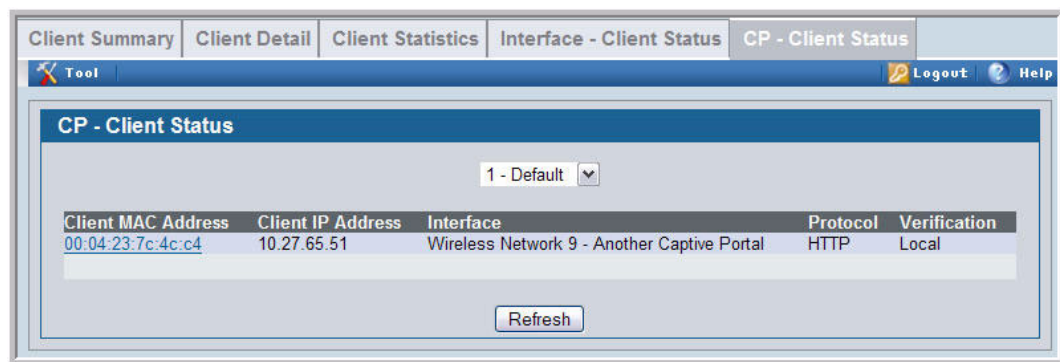 Client Summary Client Detail Client Statistics Interface - Client Status CP - Client Status
Tool Logout Help
CP - Client Status
1 - Default
Client MAC Address Client IP Address Interface Protocol Verification
00:04:23:7c:4c:c4 10.27.65.51 Wireless Network 9 - Another Captive Portal HTTP Local
Refresh